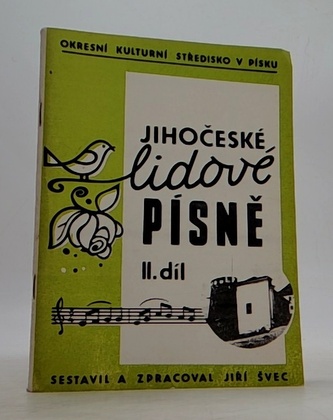 OKRESNÍ KULTURNÍ STŘEDISKO V PÍSKU
JIHOČESKÉ
lidové
PÍSNĚ
II. díl
SESTAVIL A ZPRACOVAL JIŘÍ ŠVEC